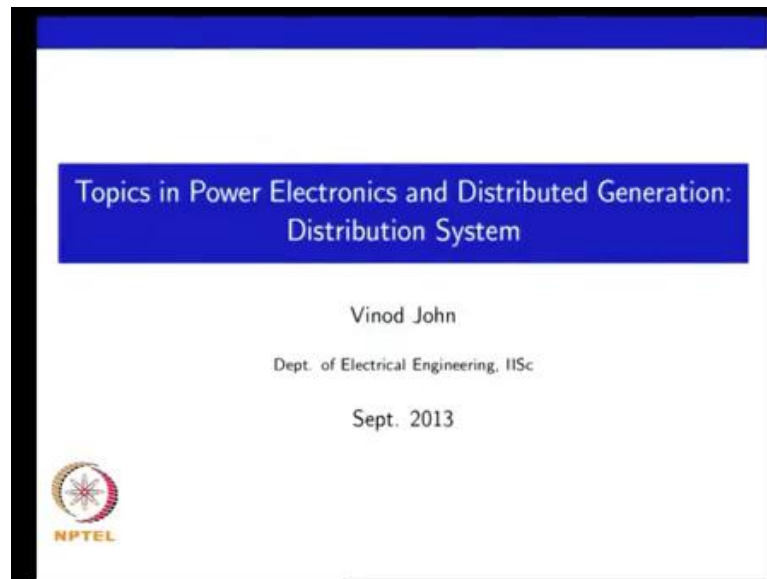 Topics in Power Electronics and Distributed Generation:
Distribution System
Vinod John
Dept. of Electrical Engineering, IISc
Sept. 2013
NPTEL